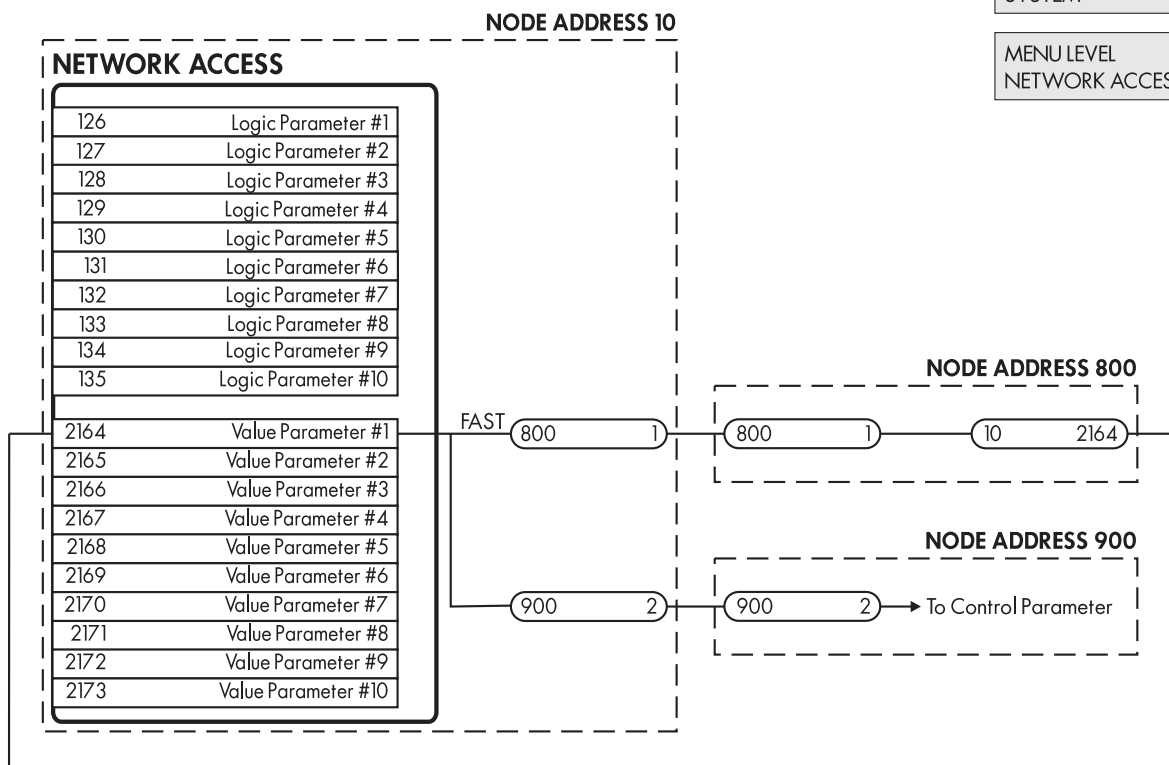 SYSTEM
MENU LEVEL
NETWORK ACCES
NODE ADDRESS 10
NETWORK ACCESS
126 Logic Parameter #1
127 Logic Parameter #2
128 Logic Parameter #3
129 Logic Parameter #4
130 Logic Parameter #5
131 Logic Parameter #6
132 Logic Parameter #7
133 Logic Parameter #8
134 Logic Parameter #9
135 Logic Parameter #10
NODE ADDRESS 800
2164 Value Parameter #1 FAST 800 1 800 1 10 2164
2165 Value Parameter #2
2166 Value Parameter #3
2167 Value Parameter #4
2168 Value Parameter #5
NODE ADDRESS 900
2169 Value Parameter #6
2170 Value Parameter #7 900 2 900 2 To Control Parameter
2171 Value Parameter #8
2172 Value Parameter #9
2173 Value Parameter #10